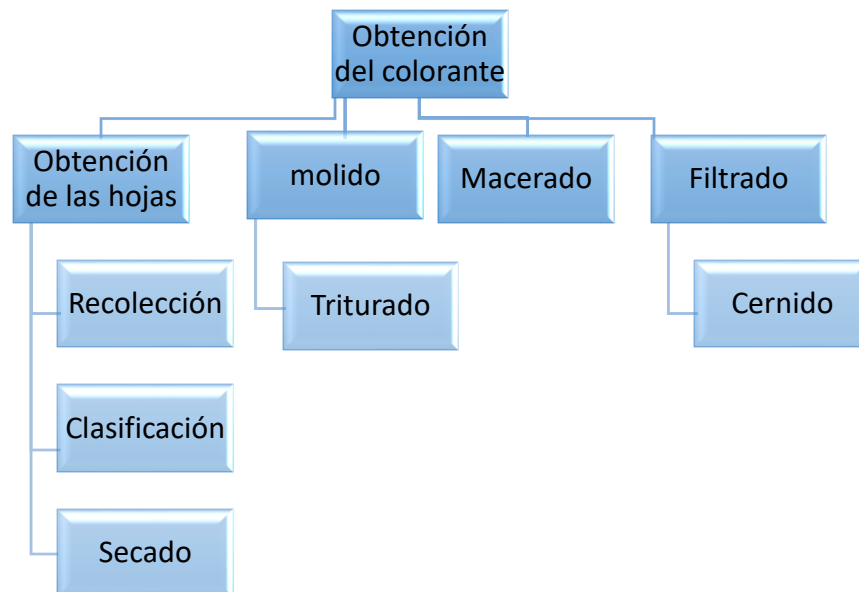 Obtención
del colorante
Obtención
de las hojas
molido
Macerado
Filtrado
Recolección
Triturado
Cernido
Clasificación
Secado